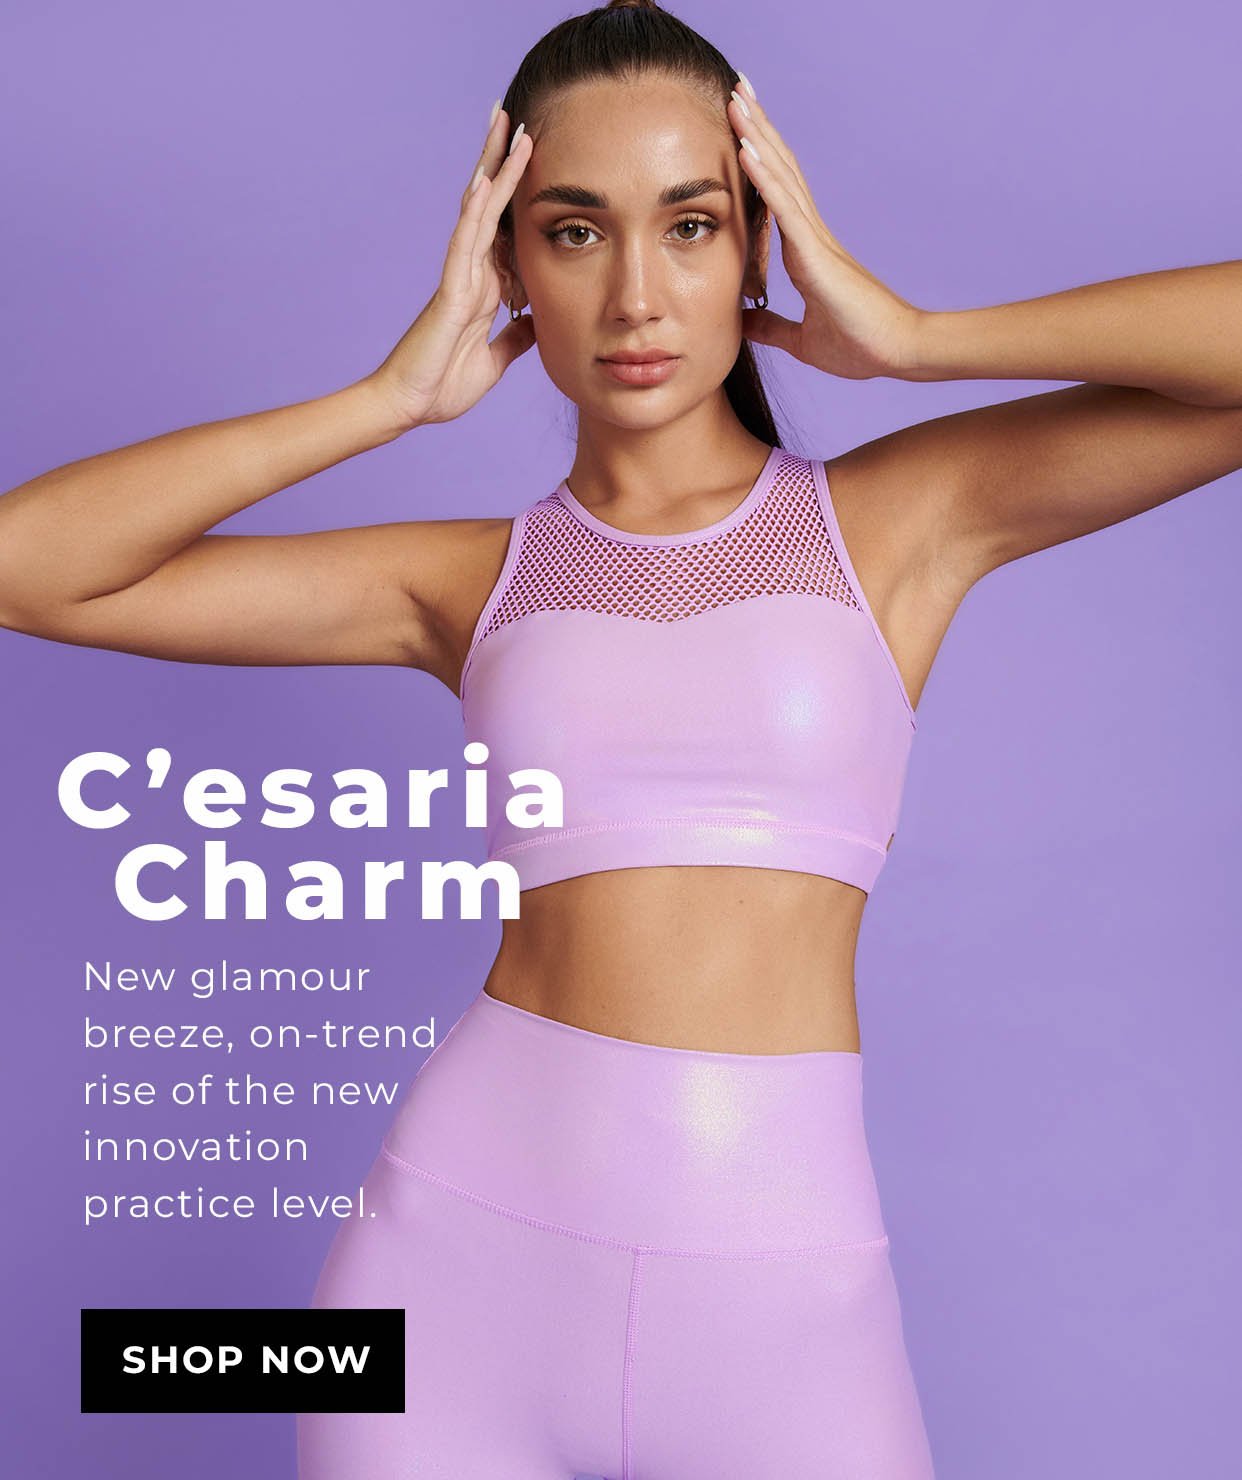 C’esaria
Charm
New glamour
breeze, on-trend
rise of the new
innovation
practice level.
SHOP NOW